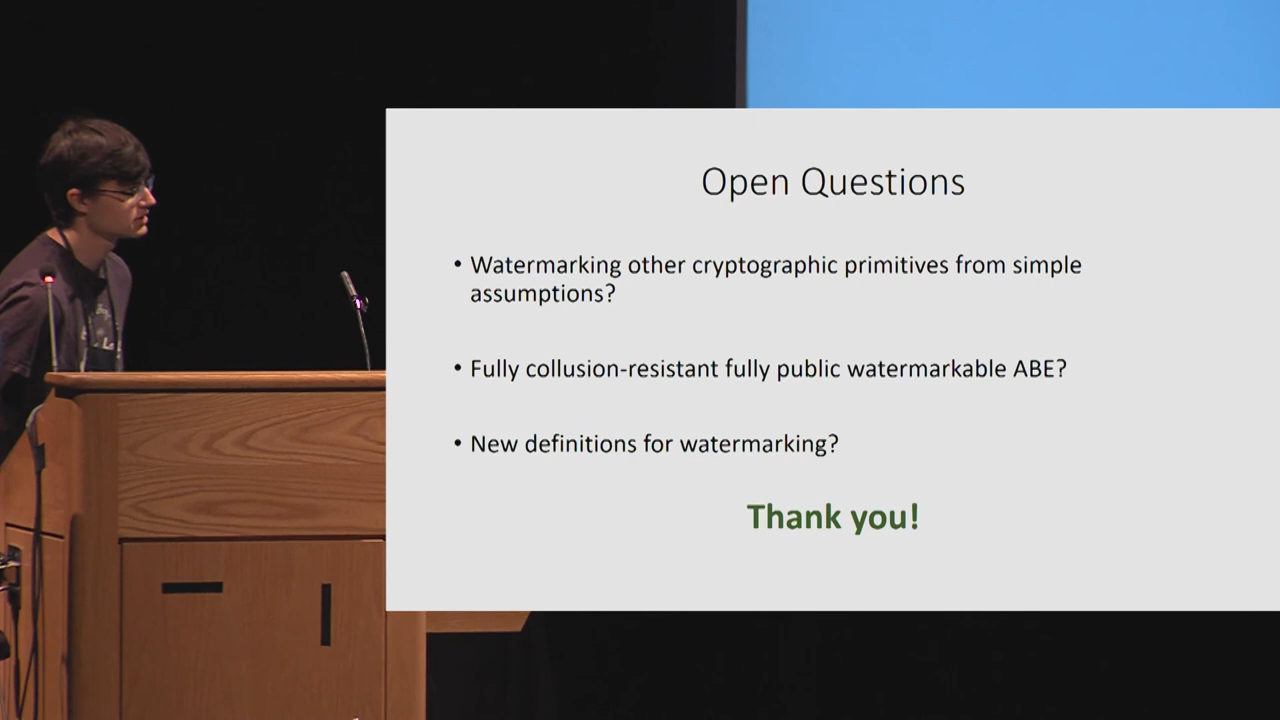 Open Questions
• Watermarking other cryptographic primitives from simple
assumptions?
• Fully collusion-resistant fully public watermarkable ABE?
• New definitions for watermarking?
Thank you!